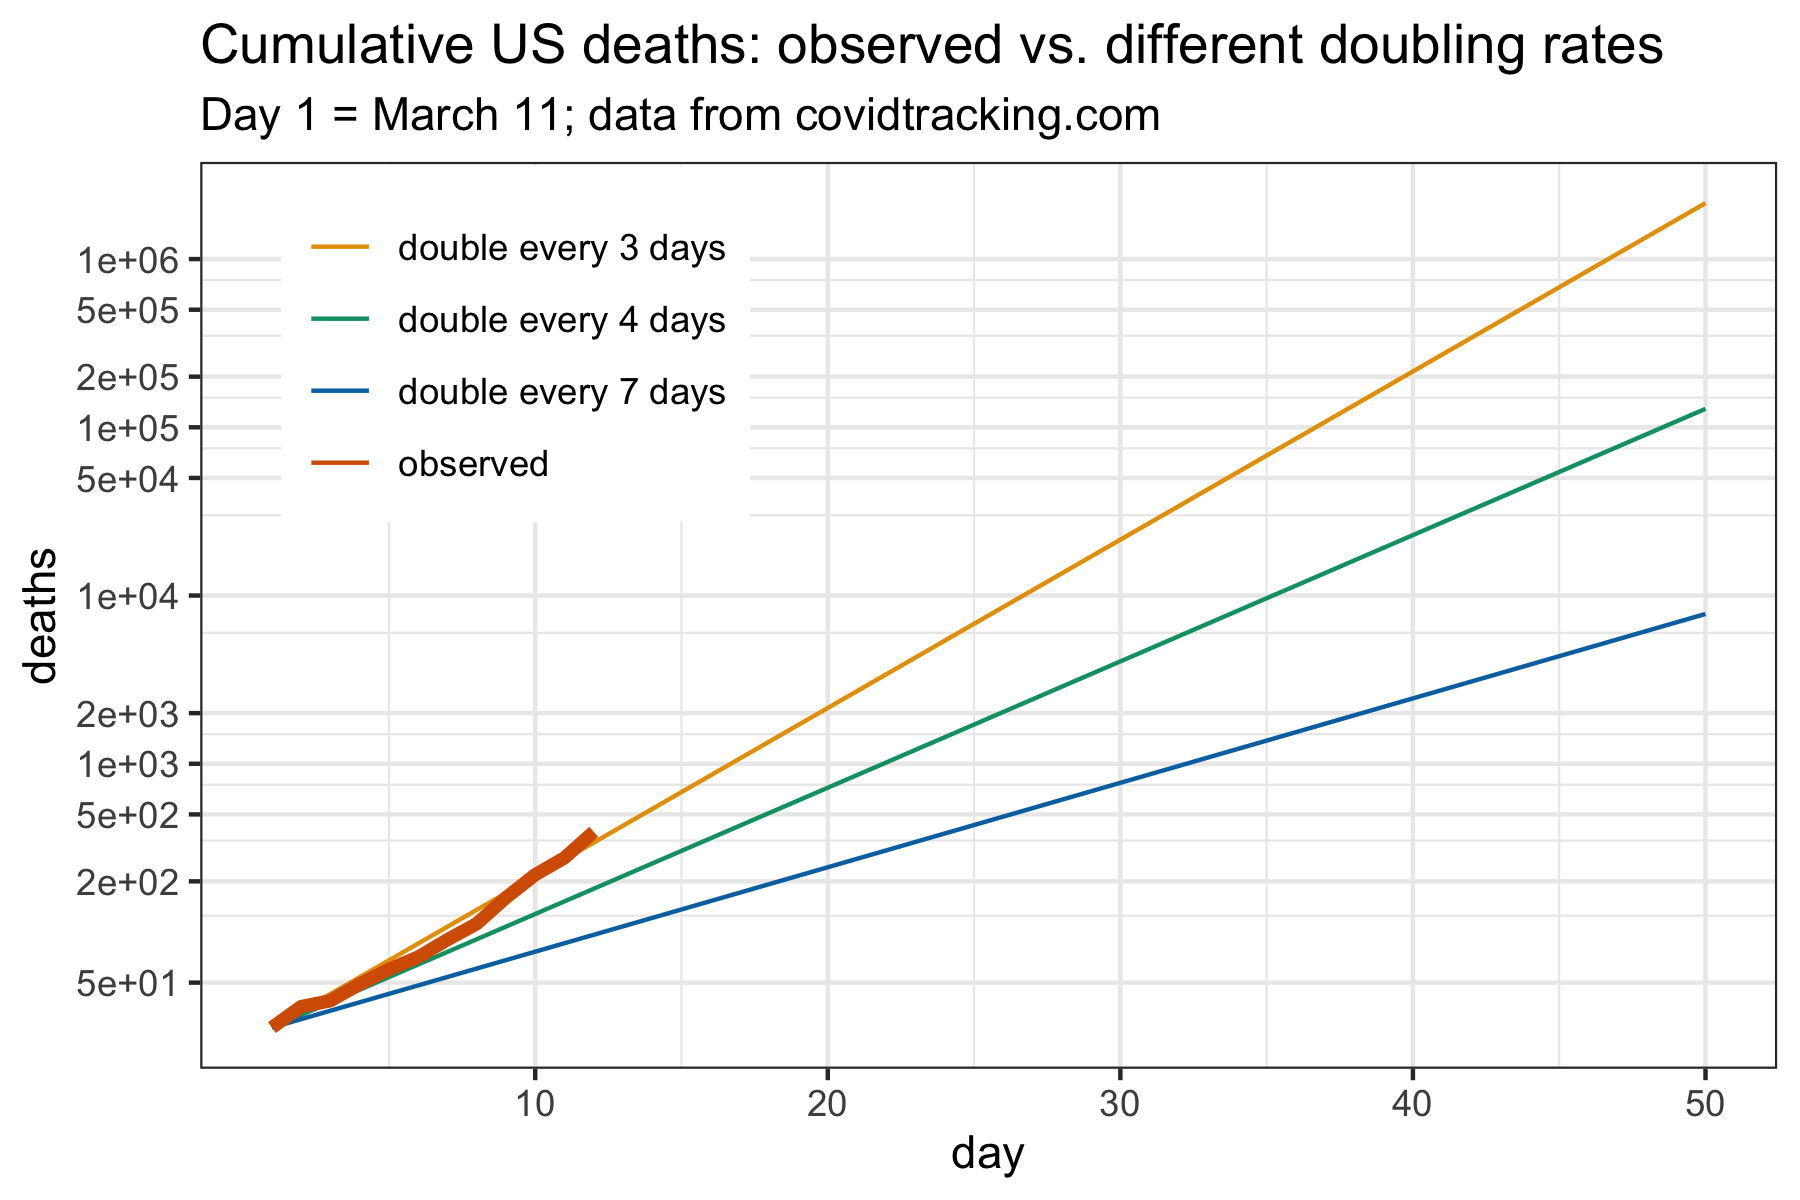 Cumulative US deaths: observed vs. different doubling rates
Day 1 = March 11; data from covidtracking.com
double every 3 days
double every 4 days
double every 7 days
observed
1e+06
5e+05
2e+05
1e+05
5e+04
1e+04
2e+03
1e+03
5e+02
2e+02
5e+01
deaths
10 20 30 40 50
day